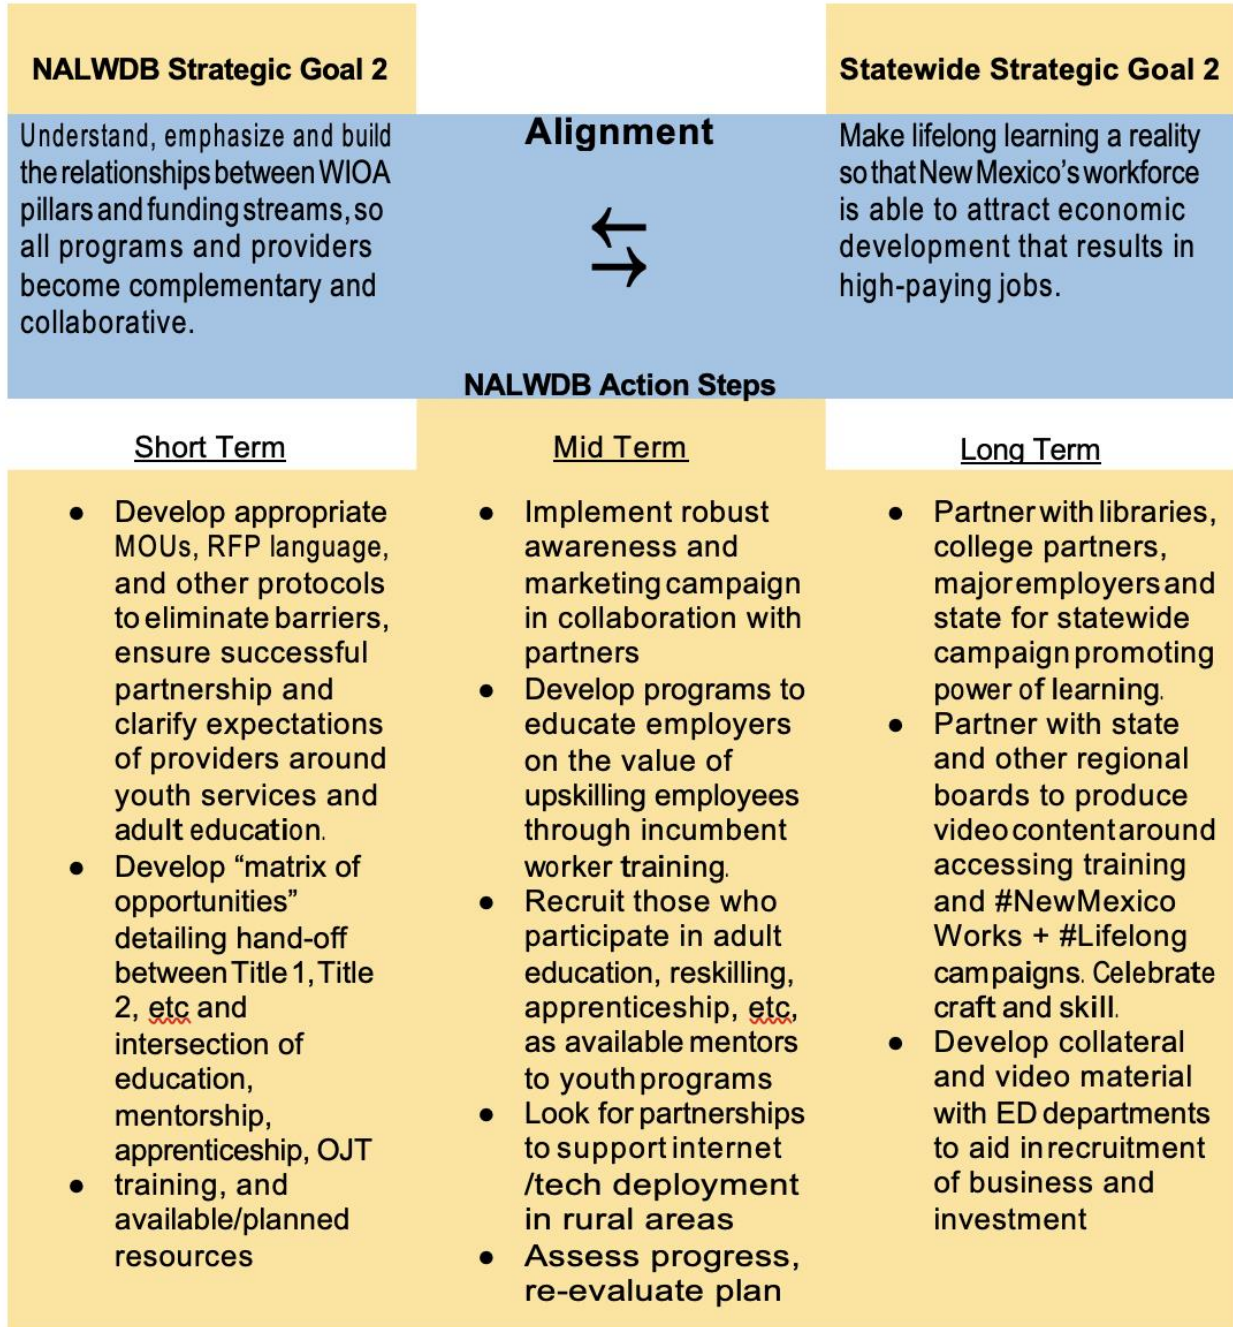 NALWDB Strategic Goal 2
Understand, emphasize and build
the relationships between WIOA
pillars and funding streams, so
all programs and providers
become complementary and
collaborative.
Alignment
←
→
Statewide Strategic Goal 2
Make lifelong learning a reality
so that New Mexico's workforce
is able to attract economic
development that results in
high-paying jobs.
NALWDB Action Steps
Short Term
● Develop appropriate
MOUs, RFP language,
and other protocols
to eliminate barriers,
ensure successful
partnership and
clarify expectations
of providers around
youth services and
adult education.
● Develop “matrix of
opportunities”
detailing hand-off
between Title 1, Title
2, etc and
intersection of
education,
mentorship,
apprenticeship, OJT
● training, and
available/planned
resources
Mid Term
● Implement robust
awareness and
marketing campaign
in collaboration with
partners
● Develop programs to
educate employers
on the value of
upskilling employees
through incumbent
worker training.
● Recruit those who
participate in adult
education, reskilling,
apprenticeship, etc,
as available mentors
to youth programs
● Look for partnerships
to support internet
/tech deployment
in rural areas
● Assess progress,
re-evaluate plan
Long Term
● Partner with libraries,
college partners,
major employers and
state for statewide
campaign promoting
power of learning.
● Partner with state
and other regional
boards to produce
video content around
accessing training
and #NewMexico
Works + #Lifelong
campaigns. Celebrate
craft and skill.
● Develop collateral
and video material
with ED departments
to aid in recruitment
of business and
investment